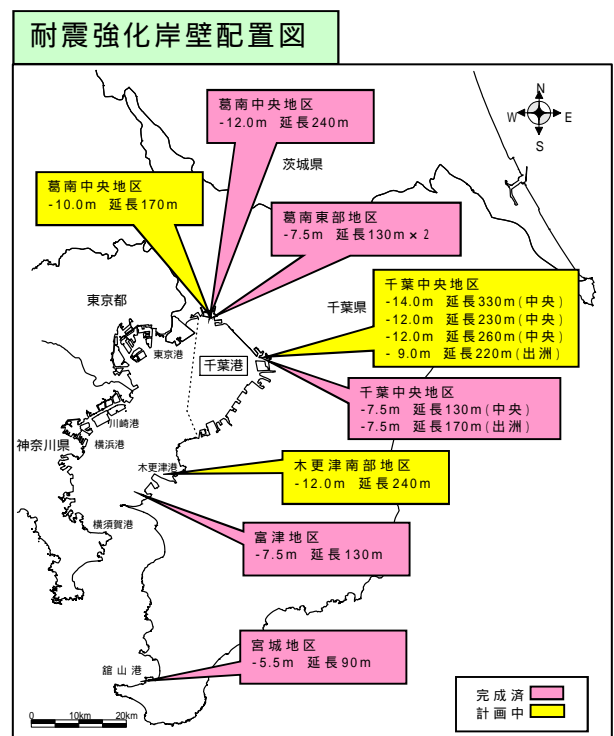 耐震強化岸壁配置図
葛南中央地区
-12.0m 延長240m
N
W E
S
茨城県
葛南中央地区
-10.0m 延長170m
葛南東部地区
-7.5m 延長130m×2
東京都
千葉県
千葉中央地区
-14.0m 延長330m(中央)
-12.0m 延長230m(中央)
-12.0m 延長260m(中央)
- 9.0m 延長220m(出洲)
東京港
千葉港
千葉中央地区
-7.5m 延長130m(中央)
-7.5m 延長170m(出洲)
川崎港
神奈川県
横浜港
木更津港
木更津南部地区
-12.0m 延長240m
横須賀港
富津地区
-7.5m 延長130m
宮城地区
-5.5m 延長90m
舘山港
完成済
計画中
0 10km 20km